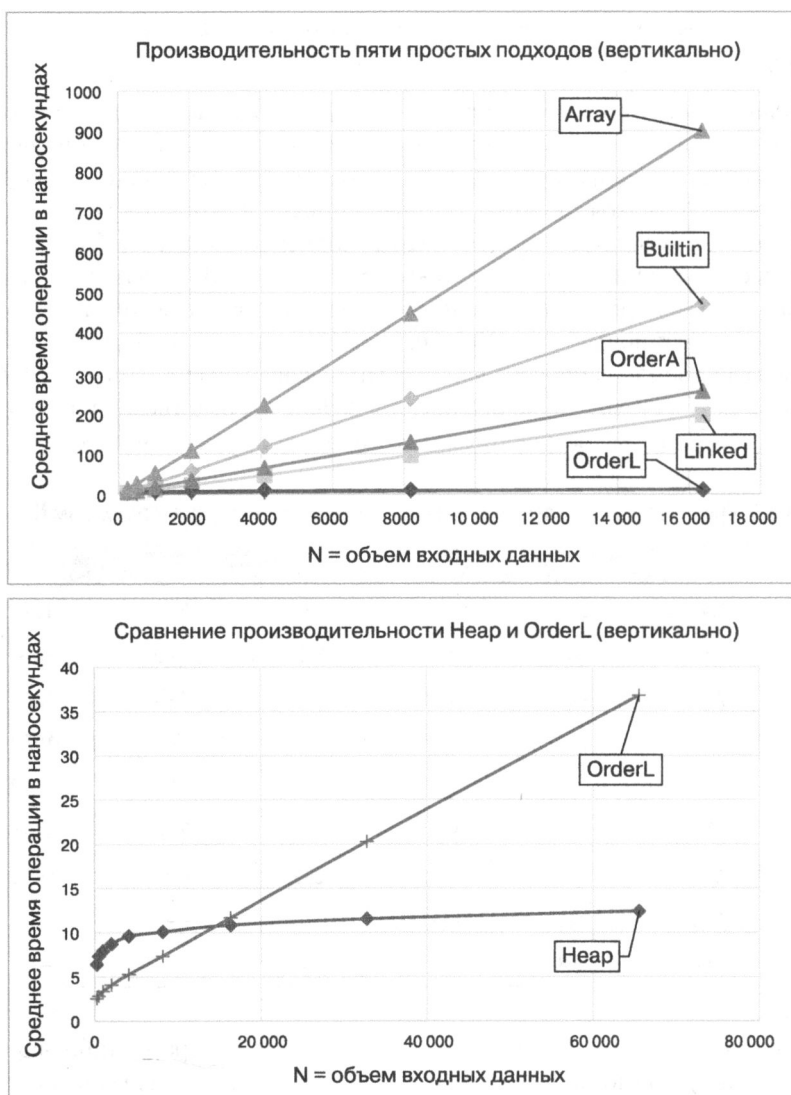 Производительность пяти простых подходов (вертикально)
Среднее время операции в наносекундах
1000
900
800
700
600
500
400
300
200
100
0
Array
Builtin
OrderA
Linked
OrderL
0 2000 4000 6000 8000 10 000 12 000 14 000 16 000 18 000
N = объем входных данных
Сравнение производительности Heap и OrderL (вертикально)
Среднее время операции в наносекундах
40
35
30
25
20
15
10
5
0
OrderL
Heap
0 20 000 40 000 60 000 80 000
N = объем входных данных